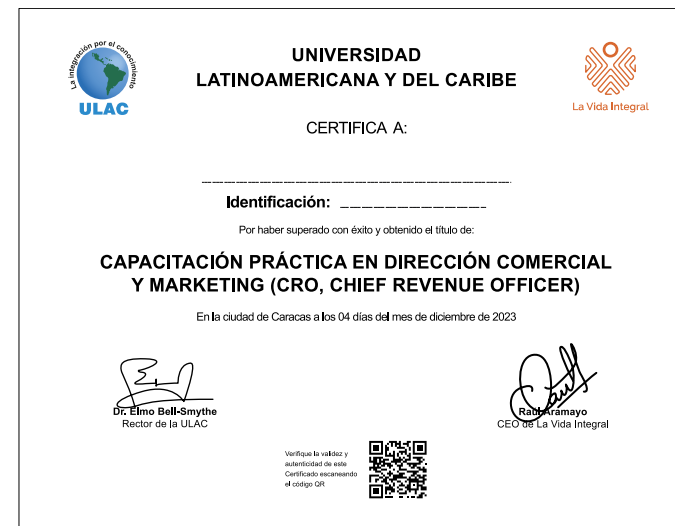 La integración por el conocimiento
ULAC
UNIVERSIDAD
LATINOAMERICANA Y DEL CARIBE
La Vida Integral
CERTIFICA A:
Identificación:
Por haber superado con éxito y obtenido el título de:
CAPACITACIÓN PRÁCTICA EN DIRECCIÓN COMERCIAL
Y MARKETING (CRO, CHIEF REVENUE OFFICER)
En la ciudad de Caracas a los 04 días del mes de diciembre de 2023
Dr. Elmo Bell-Smythe
Rector de la ULAC
Raúl Aramayo
CEO de La Vida Integral
Verifique la validez y
autenticidad de este
Certificado escaneando
el código QR